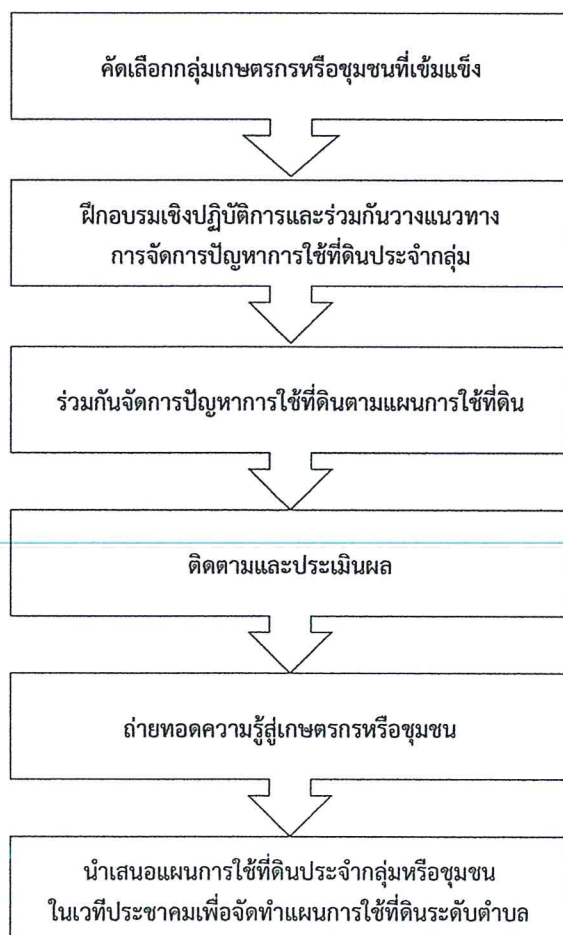 คัดเลือกกลุ่มเกษตรกรหรือชุมชนที่เข้มแข็ง
ฝึกอบรมเชิงปฏิบัติการและร่วมกันวางแนวทาง
การจัดการปัญหาการใช้ที่ดินประจำกลุ่ม
ร่วมกันจัดการปัญหาการใช้ที่ดินตามแผนการใช้ที่ดิน
ติดตามและประเมินผล
ถ่ายทอดความรู้สู่เกษตรกรหรือชุมชน
นำเสนอแผนการใช้ที่ดินประจำกลุ่มหรือชุมชน
ในเวทีประชาคมเพื่อจัดทำแผนการใช้ที่ดินระดับตำบล